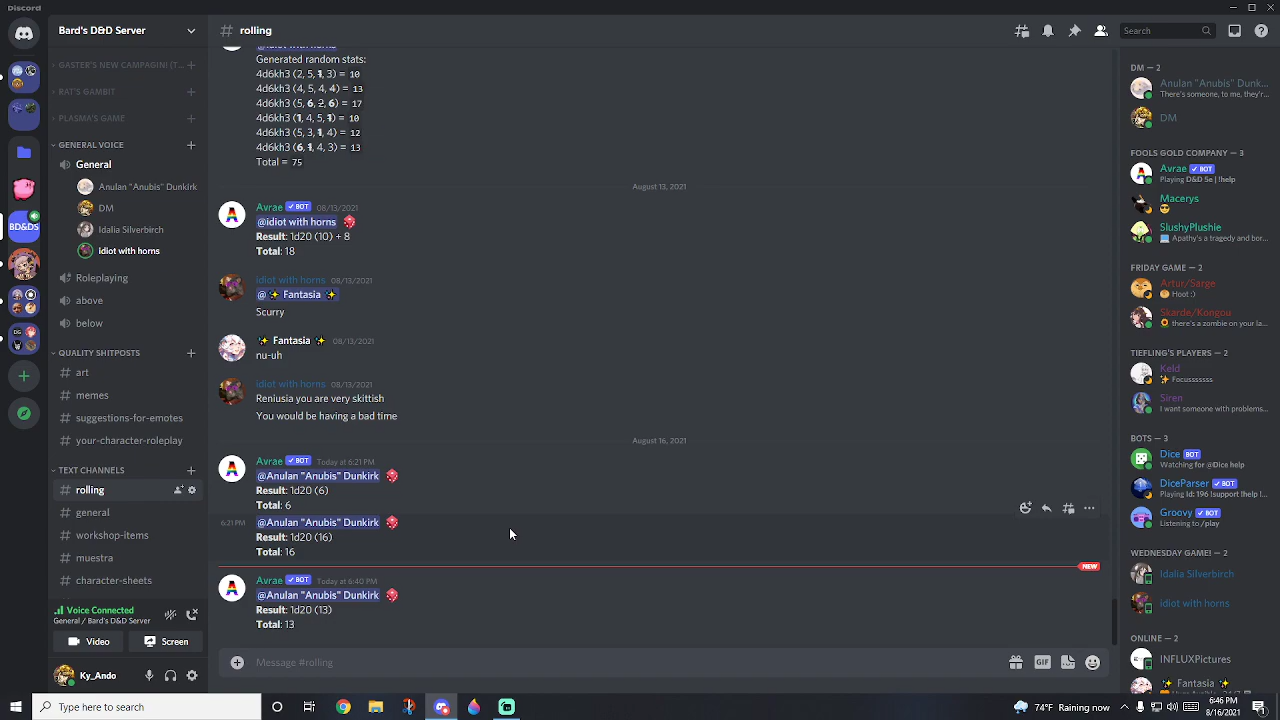 Discord
Bard's D&D Server
GASTER'S NEW CAMPAGIN! (T...
RAT'S GAMBIT
PLASMA'S GAME
GENERAL VOICE
General
Anulan "Anubis" Dunkirk
DM
Idalia Silverbirch
Idiot with horns
Roleplaying
above
below
QUALITY SHITPOSTS
# art
# memes
# suggestions-for-emotes
# your-character-roleplay
TEXT CHANNELS
# rolling
# general
# workshop-items
# muestra
# character-sheets
Voice Connected
General / Bard's D&D Server
Video
Screen
Ky.Ando
BARDS
# rolling
Search
Generated random stats:
4d6kh3 (2, 5, 1, 3) = 10
4d6kh3 (4, 5, 4, 4) = 13
4d6kh3 (5, 6, 2, 6) = 17
4d6kh3 (1, 4, 5, 1) = 10
4d6kh3 (5, 3, 1, 4) = 12
4d6kh3 (6, 1, 4, 3) = 13
Total = 75
August 13, 2021
Avrae BOT 08/13/2021
@idiot with horns
Result: 1d20 (10) + 8
Total: 18
idiot with horns 08/13/2021
@✨ Fantasia ✨
Scurry
✨ Fantasia ✨ 08/13/2021
nu-uh
idiot with horns 08/13/2021
Reniusia you are very skittish
You would be having a bad time
August 16, 2021
Avrae BOT Today at 6:21 PM
@Anulan "Anubis" Dunkirk
Result: 1d20 (6)
Total: 6
6:21 PM @Anulan "Anubis" Dunkirk
Result: 1d20 (16)
Total: 16
NEW
Avrae BOT Today at 6:40 PM
@Anulan "Anubis" Dunkirk
Result: 1d20 (13)
Total: 13
Message #rolling
GIF
DM — 2
Anulan "Anubis" Dunk...
There's someone, to me, they'r...
DM
FOOLS GOLD COMPANY — 3
Avrae BOT
Playing D&D 5e | !help
Macerys
😎
SlushyPlushie
Apathy's a tragedy and bor...
FRIDAY GAME — 2
Artur/Sarge
Hoot :)
Skarde/Kongou
there's a zombie on your la...
TIEFLING'S PLAYERS — 2
Keld
✨ Focusssssss
Siren
I want someone with problems...
BOTS — 3
Dice BOT
Watching for @Dice help
DiceParser BOT
Playing Id: 196 |support !help l...
Groovy BOT
Listening to /play
WEDNESDAY GAME! — 2
Idalia Silverbirch
idiot with horns
ONLINE — 2
INFLUXPictures
✨ Fantasia ✨
Type here to search
74°F Raining
6:46 PM
8/16/2021